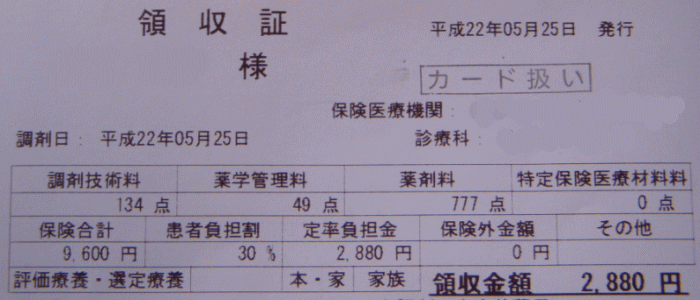 領収証
平成22年05月25日 発行
様
カード扱い
保険医療機関:
調剤日: 平成22年05月25日
診療科:
調剤技術料 薬学管理料 薬剤料 特定保険医療材料料
134 点 49 点 777 点 0 点
保険合計 患者負担割 定率負担金 保険外金額 その他
9,600 円 30 % 2,880 円 0 円
評価療養・選定療養 本・家 家族 領収金額 2,880 円